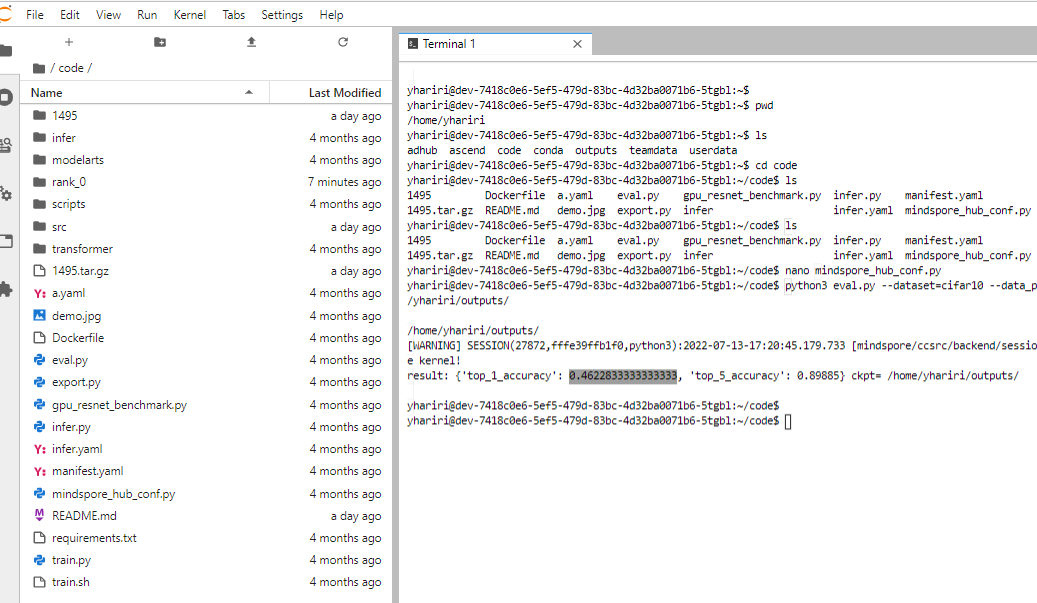 File Edit View Run Kernel Tabs Settings Help
/ code /
Name Last Modified
1495 a day ago
infer 4 months ago
modelarts 4 months ago
rank_0 7 minutes ago
scripts 4 months ago
src a day ago
transformer 4 months ago
1495.tar.gz a day ago
a.yaml 4 months ago
demo.jpg 4 months ago
Dockerfile 4 months ago
eval.py 4 months ago
export.py 4 months ago
gpu_resnet_benchmark.py 4 months ago
infer.py 4 months ago
infer.yaml 4 months ago
manifest.yaml 4 months ago
mindspore_hub_conf.py 4 months ago
README.md a day ago
requirements.txt 4 months ago
train.py 4 months ago
train.sh 4 months ago
Terminal 1
yhariri@dev-7418c0e6-5ef5-479d-83bc-4d32ba0071b6-5tgbl:~$
yhariri@dev-7418c0e6-5ef5-479d-83bc-4d32ba0071b6-5tgbl:~$ pwd
/home/yhariri
yhariri@dev-7418c0e6-5ef5-479d-83bc-4d32ba0071b6-5tgbl:~$ ls
adhub ascend code conda outputs teamdata userdata
yhariri@dev-7418c0e6-5ef5-479d-83bc-4d32ba0071b6-5tgbl:~$ cd code
yhariri@dev-7418c0e6-5ef5-479d-83bc-4d32ba0071b6-5tgbl:~/code$ ls
1495 Dockerfile a.yaml eval.py gpu_resnet_benchmark.py infer.py manifest.yaml
1495.tar.gz README.md demo.jpg export.py infer infer.yaml mindspore_hub_conf.py
yhariri@dev-7418c0e6-5ef5-479d-83bc-4d32ba0071b6-5tgbl:~/code$ ls
1495 Dockerfile a.yaml eval.py gpu_resnet_benchmark.py infer.py manifest.yaml
1495.tar.gz README.md demo.jpg export.py infer infer.yaml mindspore_hub_conf.py
yhariri@dev-7418c0e6-5ef5-479d-83bc-4d32ba0071b6-5tgbl:~/code$ nano mindspore_hub_conf.py
yhariri@dev-7418c0e6-5ef5-479d-83bc-4d32ba0071b6-5tgbl:~/code$ python3 eval.py --dataset=cifar10 --data_p
/yhariri/outputs/
/home/yhariri/outputs/
[WARNING] SESSION(27872,fffe39ffb1f0,python3):2022-07-13-17:20:45.179.733 [mindspore/ccsrc/backend/sessio
e kernel!
result: {'top_1_accuracy': 0.4622833333333333, 'top_5_accuracy': 0.89885} ckpt= /home/yhariri/outputs/
yhariri@dev-7418c0e6-5ef5-479d-83bc-4d32ba0071b6-5tgbl:~/code$
yhariri@dev-7418c0e6-5ef5-479d-83bc-4d32ba0071b6-5tgbl:~/code$